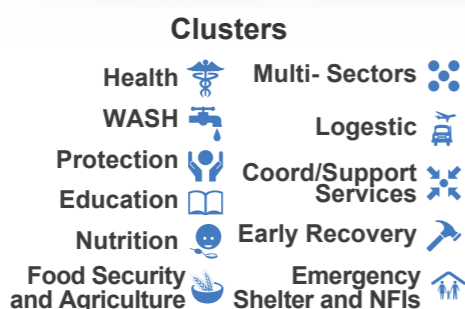 Clusters
Health
WASH
Protection
Education
Nutrition
Food Security
and Agriculture
Multi- Sectors
Logestic
Coord/Support
Services
Early Recovery
Emergency
Shelter and NFIs